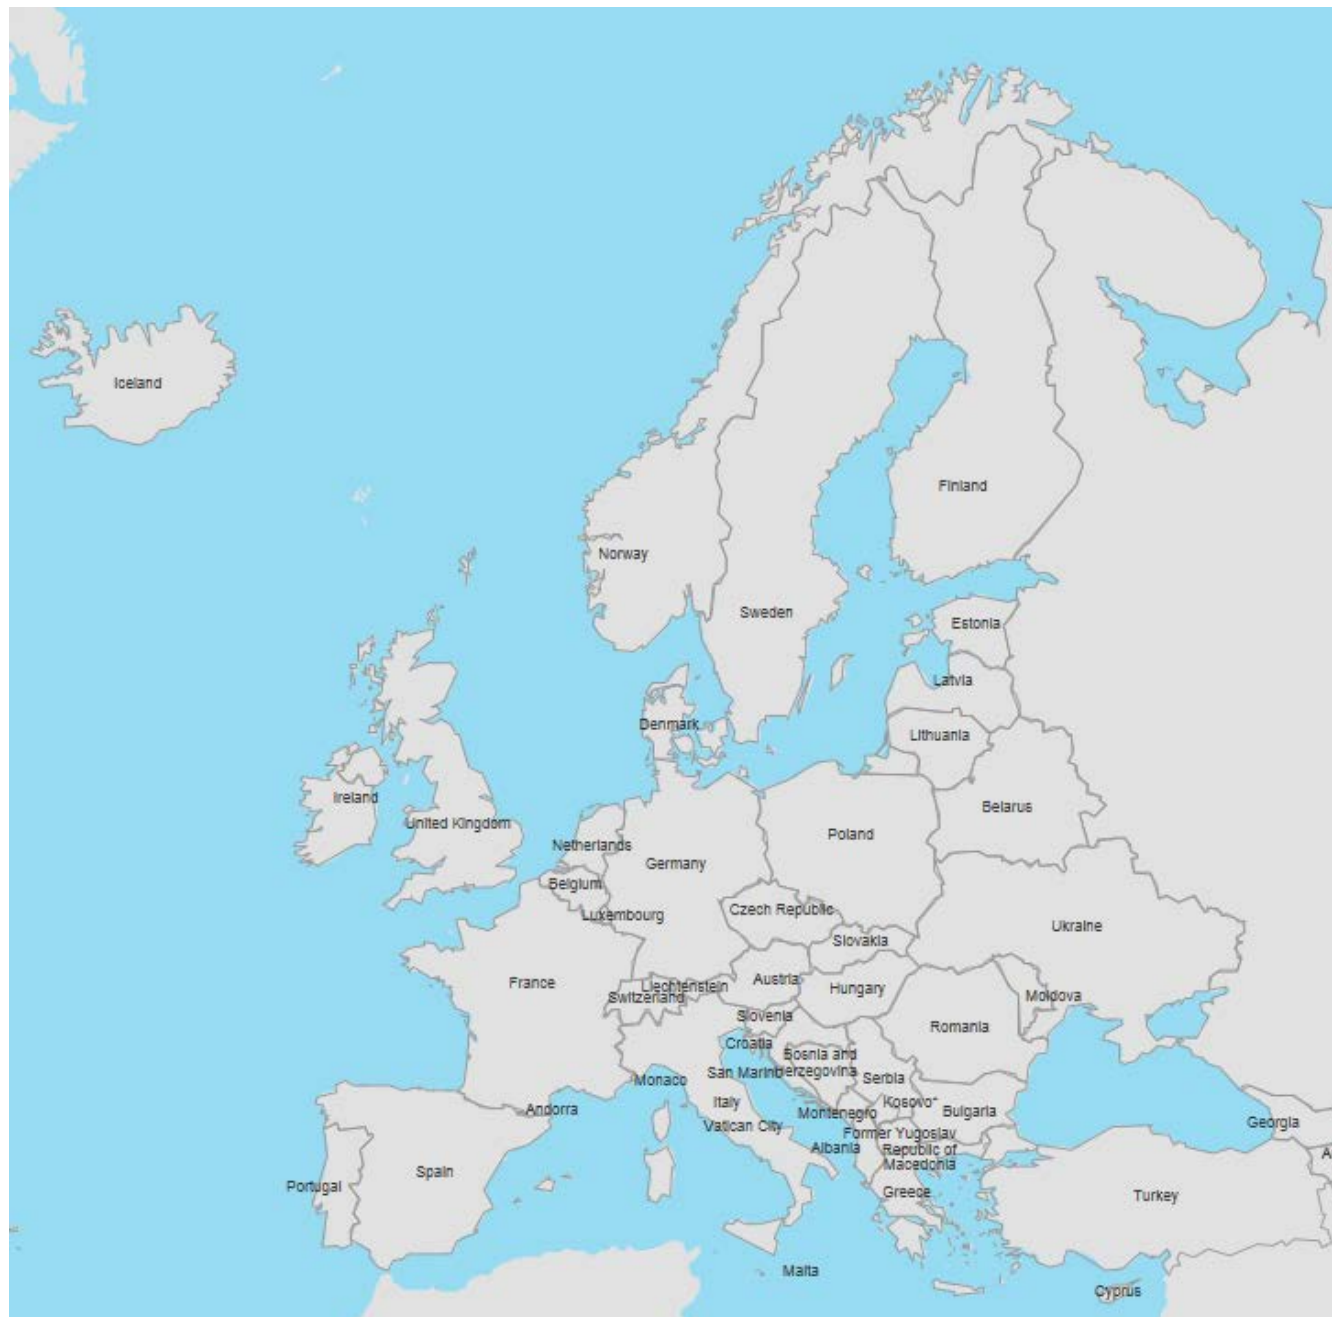 Iceland
Finland
Norway
Sweden
Estonia
Latvia
Denmark
Lithuania
Ireland
Belarus
United Kingdom
Poland
Netherlands
Germany
Belgium
Czech Republic
Luxembourg
Ukraine
Slovakia
France
Austria
Liechtenstein
Hungary
Switzerland
Moldova
Slovenia
Romania
Croatia
Bosnia and
Herzegovina
San Marino
Serbia
Monaco
Italy
Kosovo*
Andorra
Montenegro
Bulgaria
Vatican City
Georgia
Former Yugoslav
Republic of
Macedonia
Albania
A
Spain
Portugal
Greece
Turkey
Malta
Cyprus